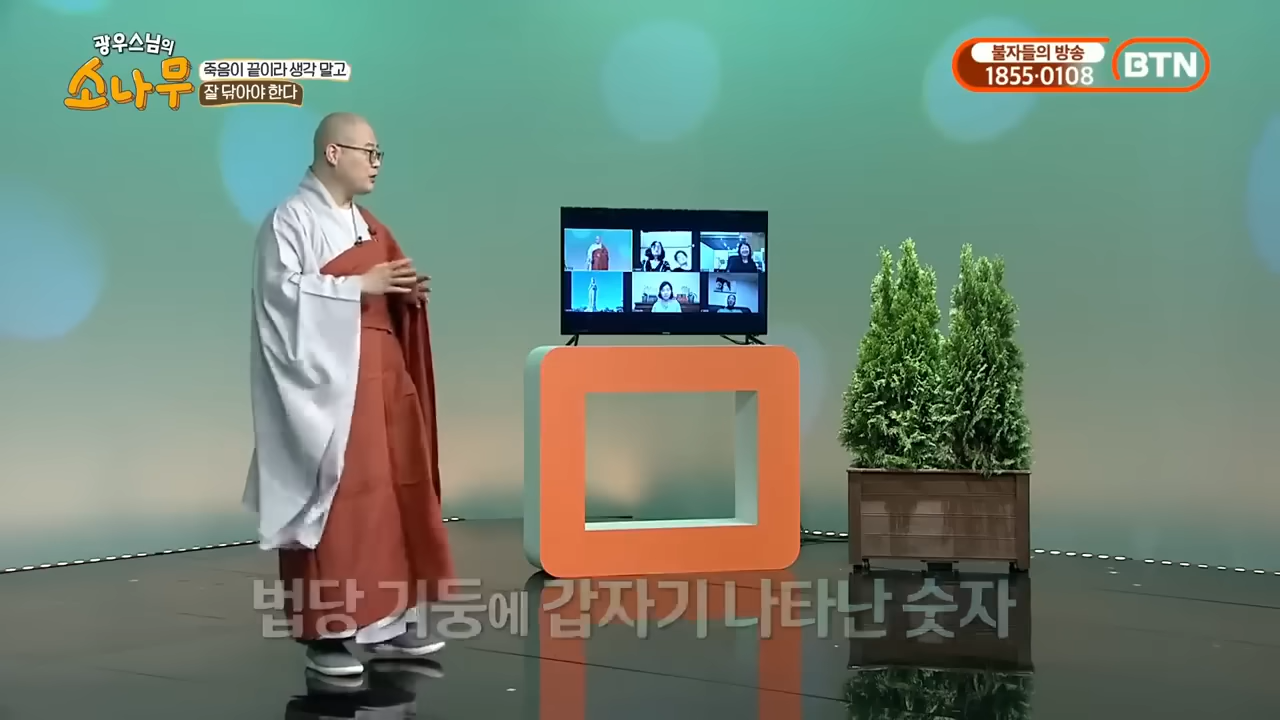 광우스님의
소나무
죽음이 끝이라 생각 말고
잘 닦아야 한다
불자들의 방송
1855·0108
BTN
법당 기둥에 갑자기 나타난 숫자